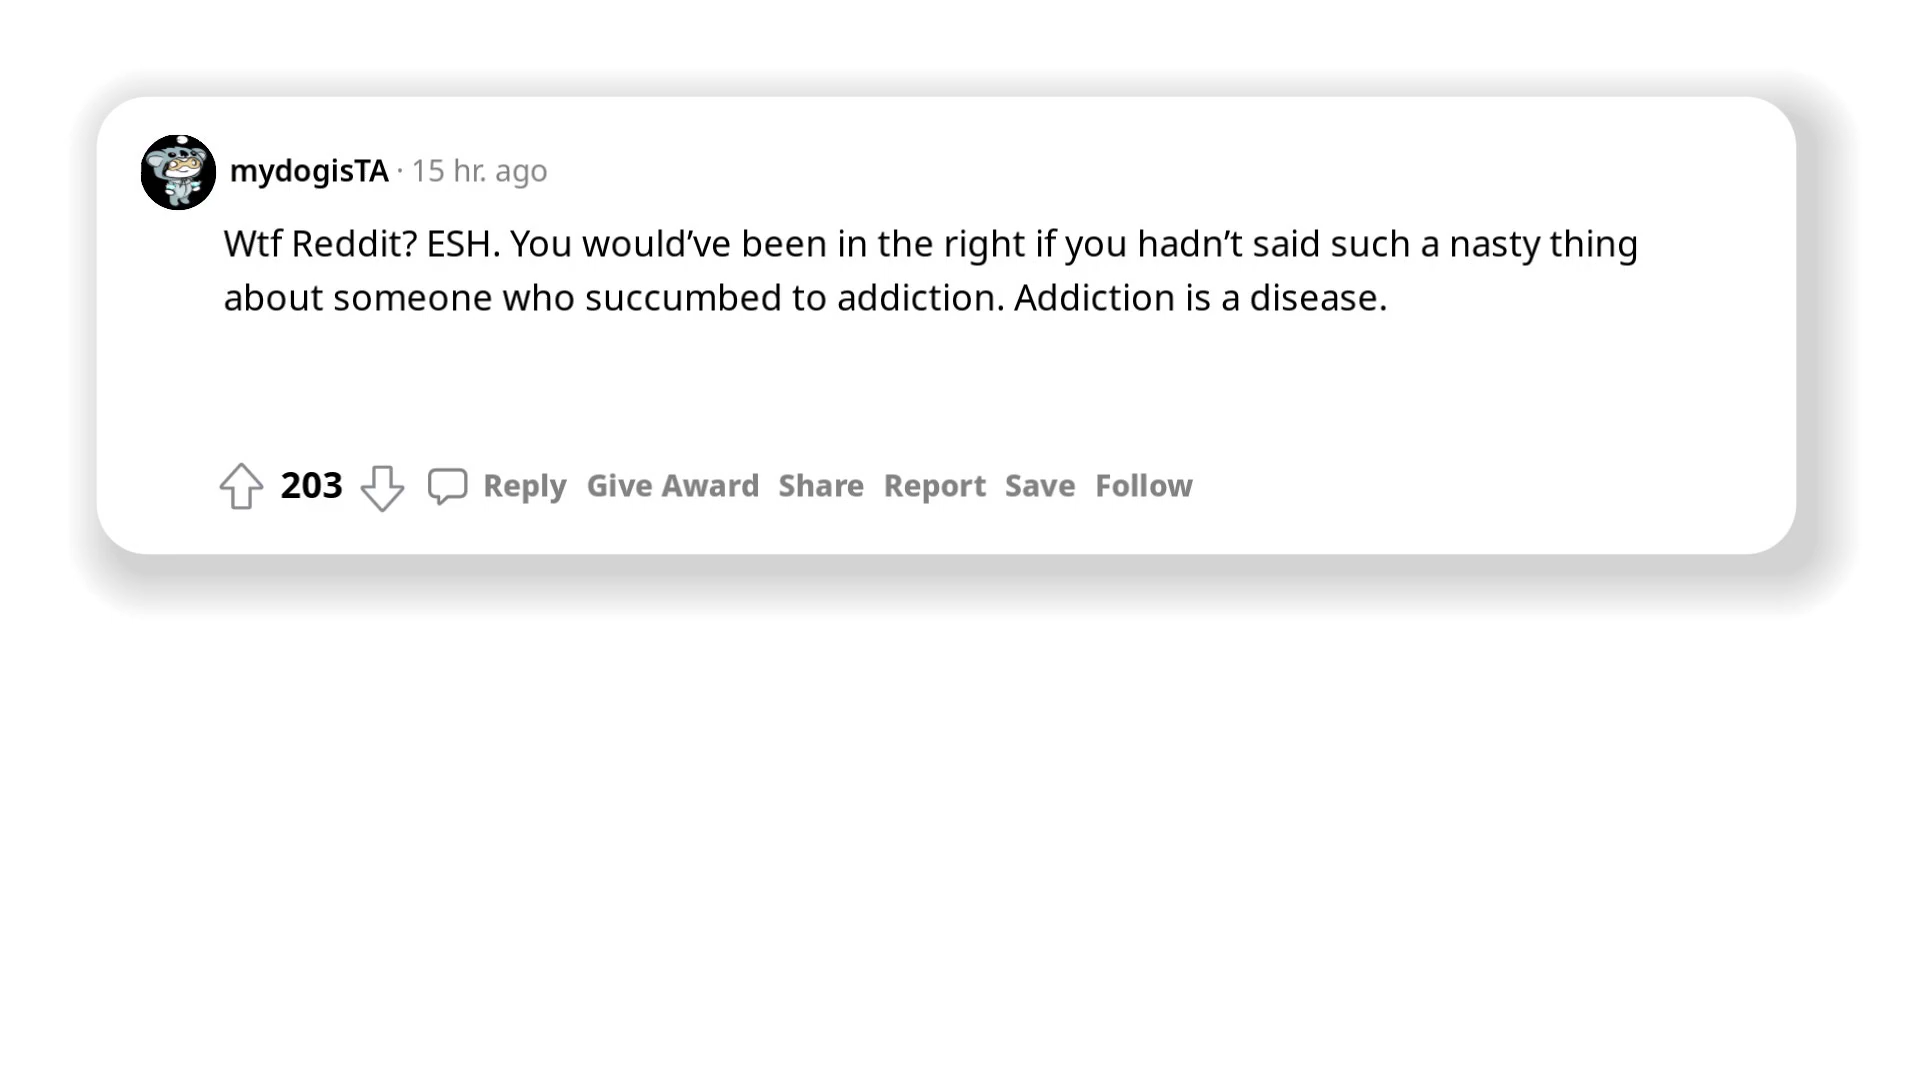 mydogisTA · 15 hr. ago
Wtf Reddit? ESH. You would’ve been in the right if you hadn’t said such a nasty thing
about someone who succumbed to addiction. Addiction is a disease.
203 Reply Give Award Share Report Save Follow